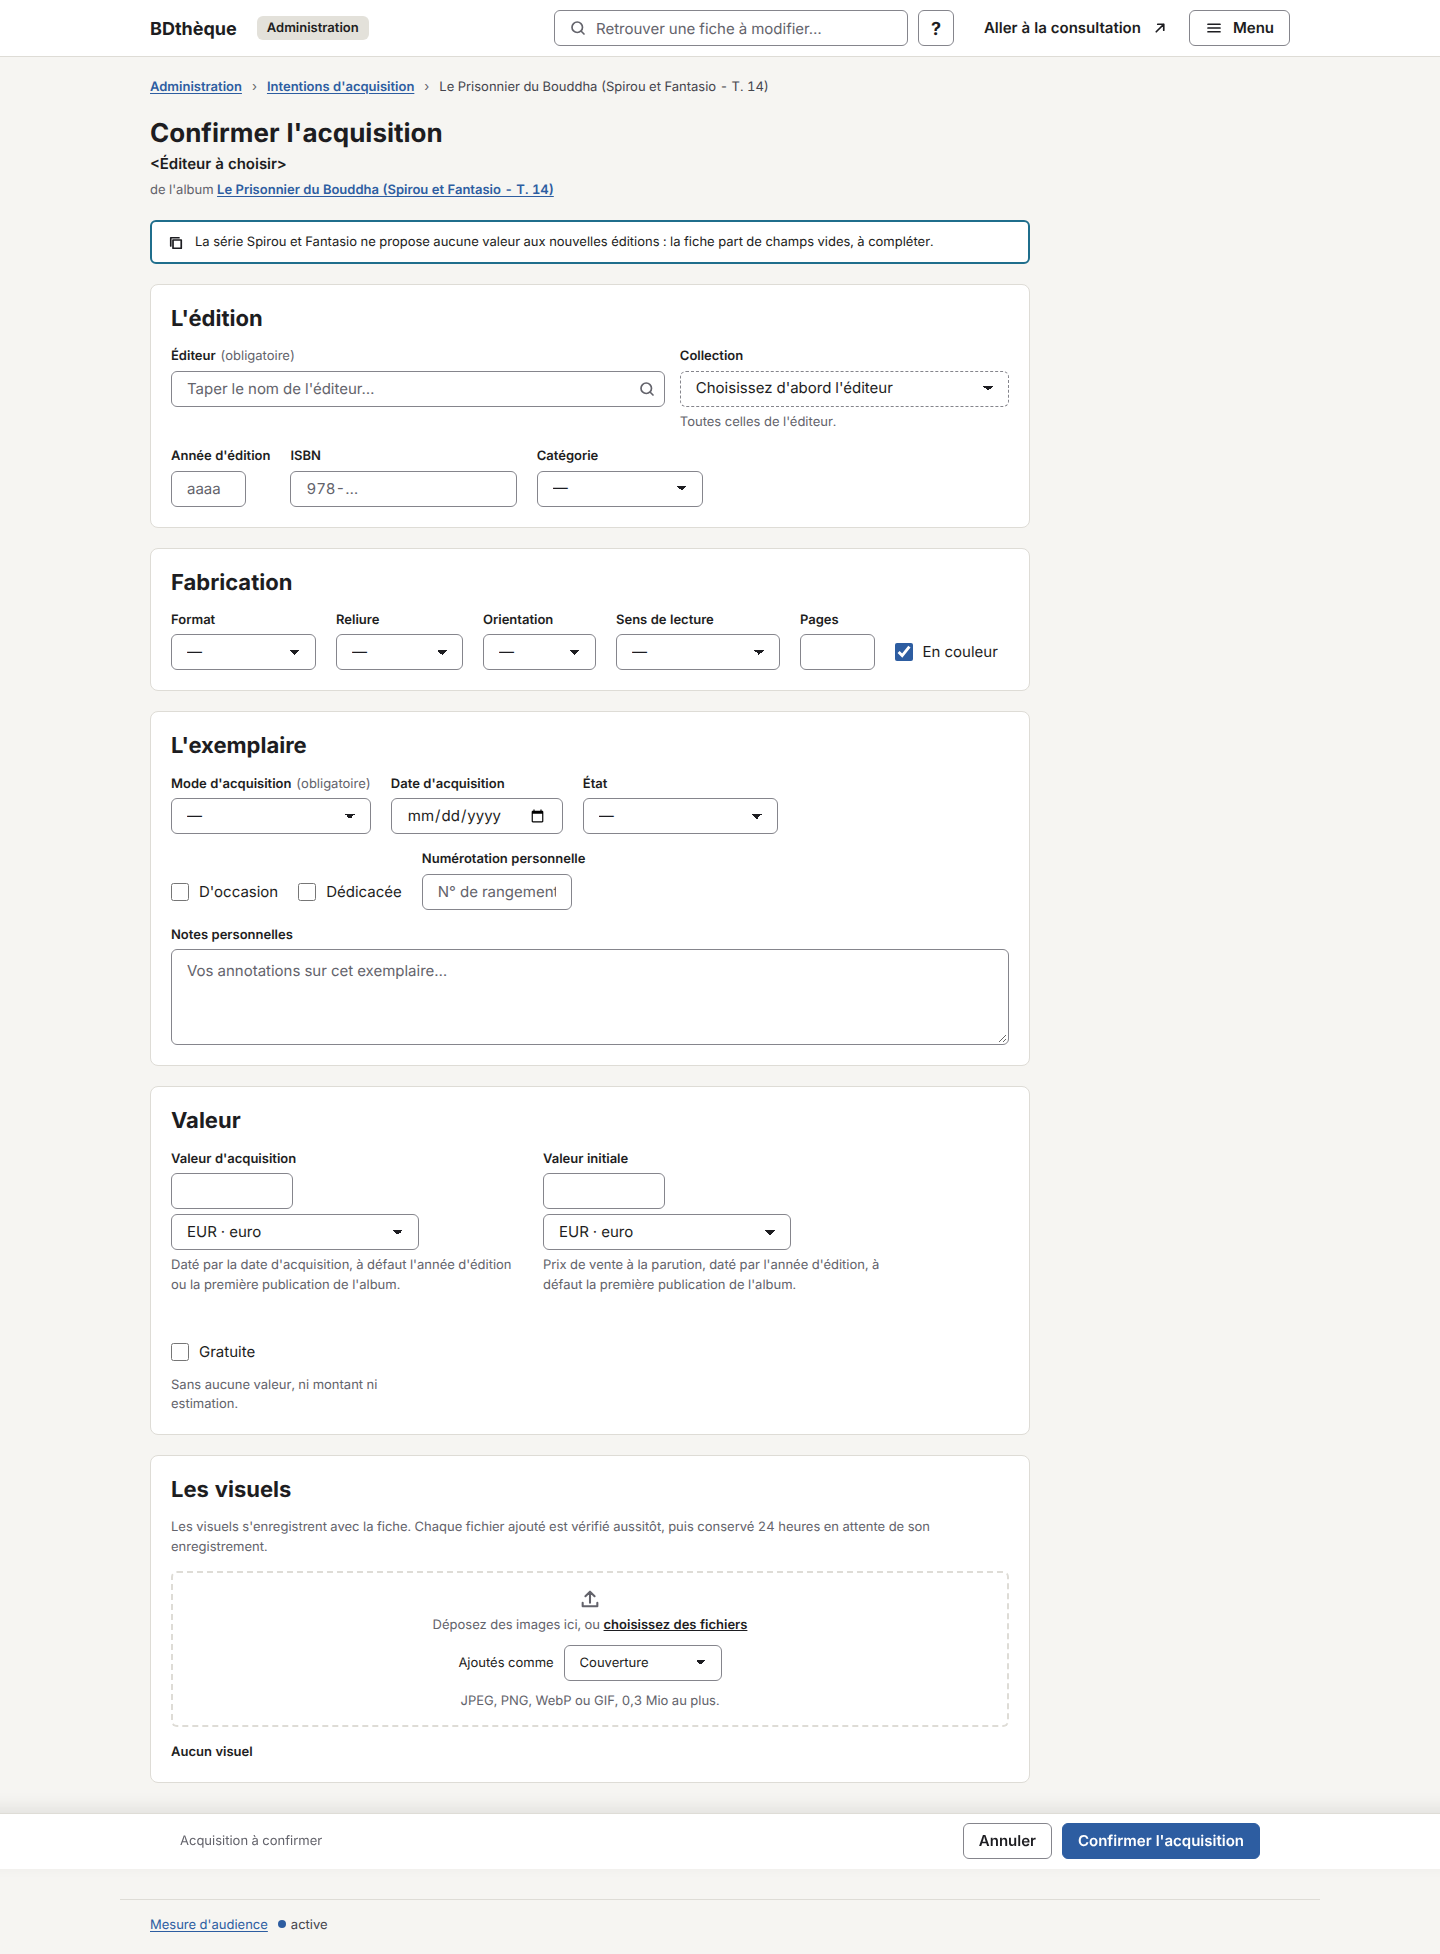 BDthèque Administration Retrouver une fiche à modifier... ? Aller à la consultation Menu
Administration › Intentions d'acquisition › Le Prisonnier du Bouddha (Spirou et Fantasio - T. 14)
Confirmer l'acquisition
<Éditeur à choisir>
de l'album Le Prisonnier du Bouddha (Spirou et Fantasio - T. 14)
La série Spirou et Fantasio ne propose aucune valeur aux nouvelles éditions : la fiche part de champs vides, à compléter.
L'édition
Éditeur (obligatoire) Collection
Taper le nom de l'éditeur... Choisissez d'abord l'éditeur
Toutes celles de l'éditeur.
Année d'édition ISBN Catégorie
aaaa 978-... —
Fabrication
Format Reliure Orientation Sens de lecture Pages
— — — — En couleur
L'exemplaire
Mode d'acquisition (obligatoire) Date d'acquisition État
— mm/dd/yyyy —
Numérotation personnelle
D'occasion Dédicacée N° de rangement
Notes personnelles
Vos annotations sur cet exemplaire...
Valeur
Valeur d'acquisition Valeur initiale
EUR · euro EUR · euro
Daté par la date d'acquisition, à défaut l'année d'édition Prix de vente à la parution, daté par l'année d'édition, à
ou la première publication de l'album. défaut la première publication de l'album.
Gratuite
Sans aucune valeur, ni montant ni
estimation.
Les visuels
Les visuels s'enregistrent avec la fiche. Chaque fichier ajouté est vérifié aussitôt, puis conservé 24 heures en attente de son
enregistrement.
Déposez des images ici, ou choisissez des fichiers
Ajoutés comme Couverture
JPEG, PNG, WebP ou GIF, 0,3 Mio au plus.
Aucun visuel
Acquisition à confirmer Annuler Confirmer l'acquisition
Mesure d'audience active